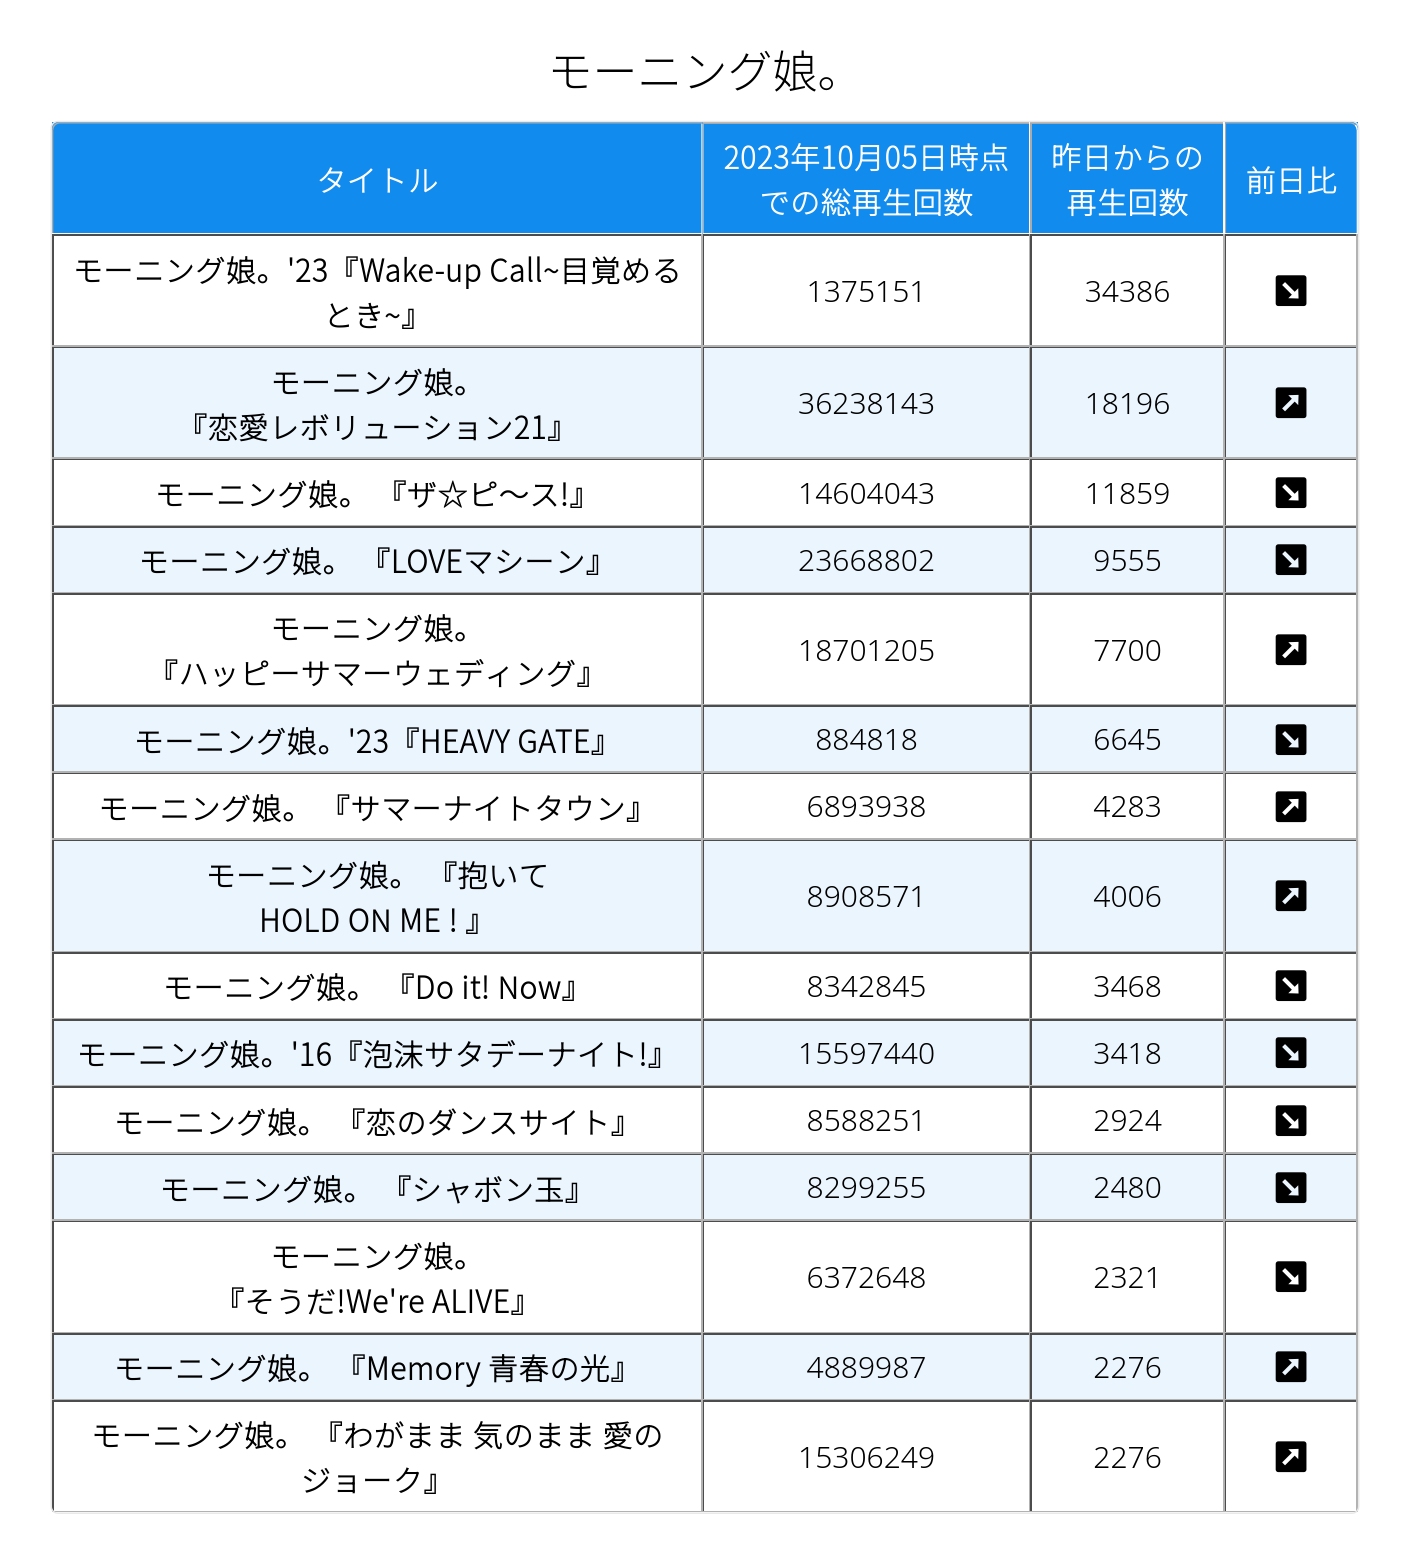 モーニング娘。
タイトル
2023年10月05日時点
での総再生回数
昨日からの
再生回数
前日比
モーニング娘。'23『Wake-up Call~目覚める
とき~』
1375151
34386
モーニング娘。
『恋愛レボリューション21』
36238143
18196
モーニング娘。 『ザ☆ピ～ス!』
14604043
11859
モーニング娘。 『LOVEマシーン』
23668802
9555
モーニング娘。
『ハッピーサマーウェディング』
18701205
7700
モーニング娘。'23『HEAVY GATE』
884818
6645
モーニング娘。 『サマーナイトタウン』
6893938
4283
モーニング娘。 『抱いて
HOLD ON ME ! 』
8908571
4006
モーニング娘。 『Do it! Now』
8342845
3468
モーニング娘。'16『泡沫サタデーナイト!』
15597440
3418
モーニング娘。 『恋のダンスサイト』
8588251
2924
モーニング娘。 『シャボン玉』
8299255
2480
モーニング娘。
『そうだ!We're ALIVE』
6372648
2321
モーニング娘。 『Memory 青春の光』
4889987
2276
モーニング娘。 『わがまま 気のまま 愛の
ジョーク』
15306249
2276